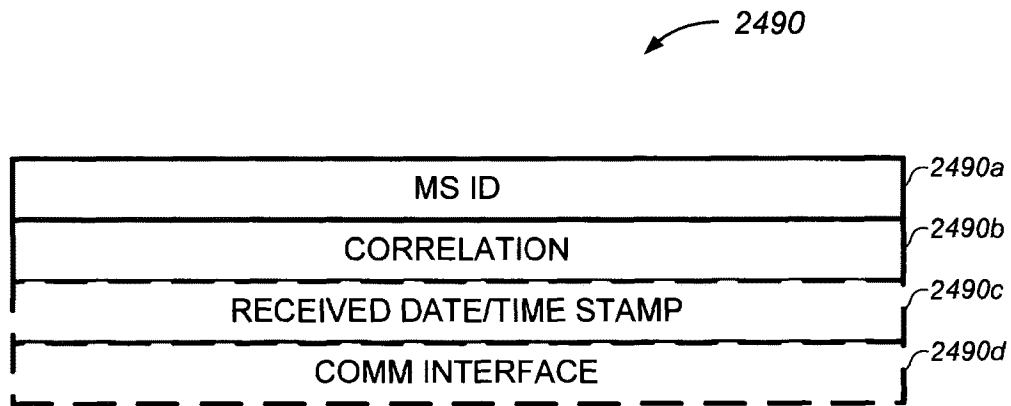 2490
MS ID
2490a
CORRELATION
2490b
RECEIVED DATE/TIME STAMP
2490c
COMM INTERFACE
2490d